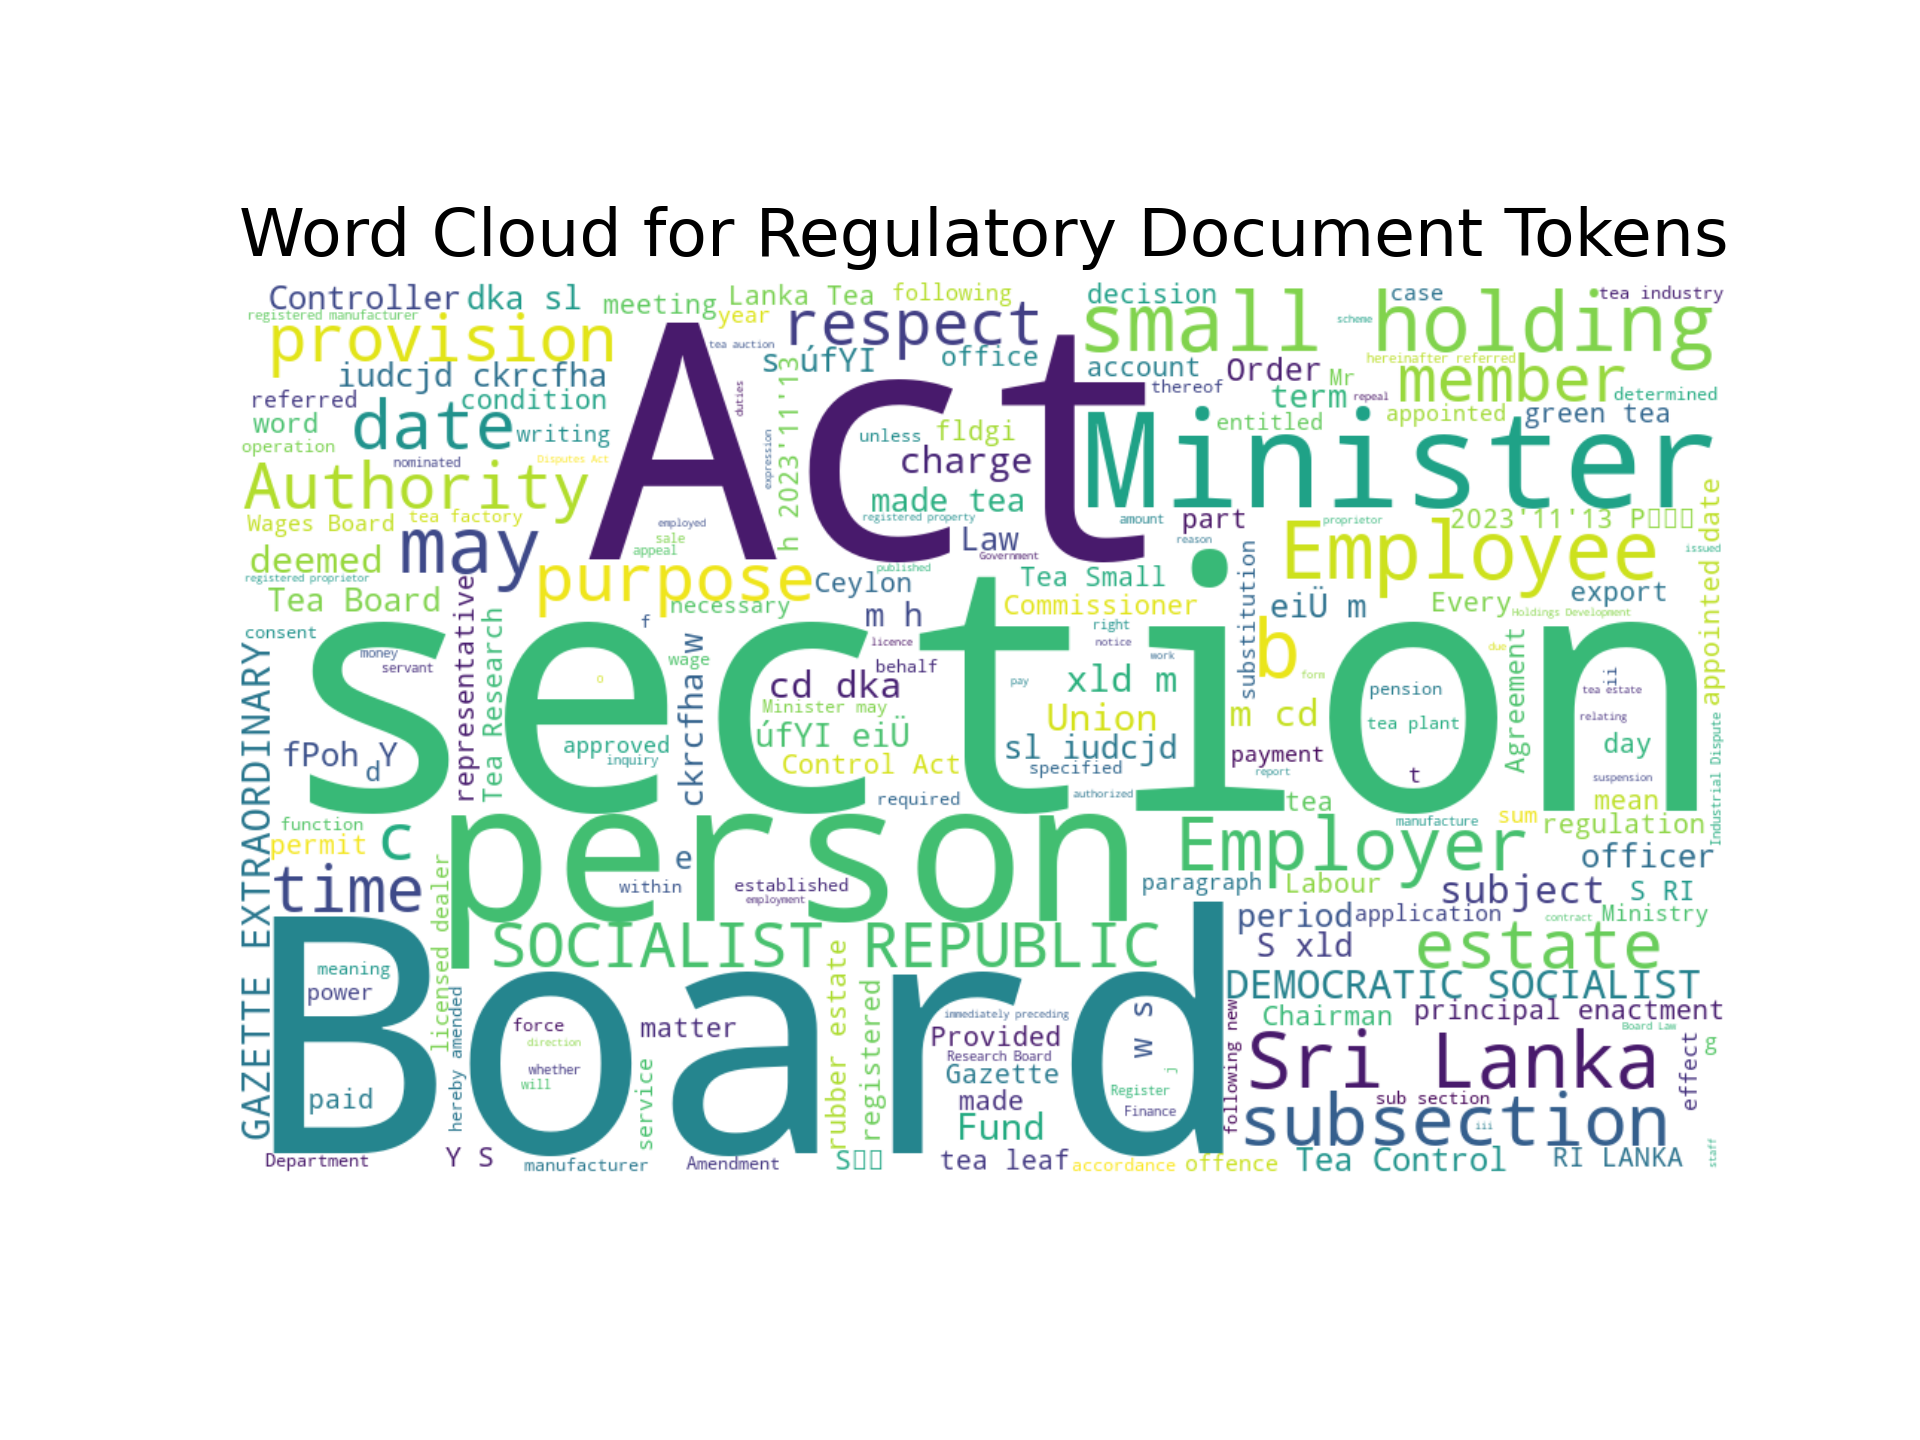 Word Cloud for Regulatory Document Tokens
Controller dka sl meeting Lanka Tea following decision case tea industry
registered manufacturer provision year respect small holding scheme
tea auction s úfYI office account Order Mr hereinafter referred member
iudcjd ckrcfha Act thereof term repeal determined
referred condition duties h 2023'11'13
word date writing unless fldgi entitled appointed green tea
operation nominated Disputes Act expression charge Minister
Authority made tea
Wages Board tea factory employed registered property amount part proprietor 2023'11'13 P
deemed may sale appeal Law Government reason Employee issued appointed date
registered proprietor purpose Ceylon published Tea Small substitution export
Tea Board representative necessary m h Commissioner eiÜ m Every Holdings Development
consent Tea Research f licence right notice b Agreement due
GAZETTE EXTRAORDINARY money servant wage behalf work form pension tea estate ii
section o cd dka pay xld m
Minister may Union m cd tea plant relating
fPoh Y d approved inquiry ckrcfha w úfYI eiÜ sl iudcjd payment day
Control Act specified report t suspension Industrial Dispute
required authorized tea mean
function permit c person manufacture sum regulation
time e within established employment Employer paragraph Labour officer
licensed dealer subject S RI
SOCIALIST REPUBLIC period application contract Ministry
S xld estate
meaning power Board rubber estate registered DEMOCRATIC SOCIALIST
hereby amended force direction matter immediately preceding Provided w s following new Chairman principal enactment
whether will service Research Board Gazette j Sri Lanka Board Law effect g
paid made Register Finance sub section
Fund subsection iii
Department Y S manufacturer Amendment S tea leaf accordance offence Tea Control RI LANKA staff